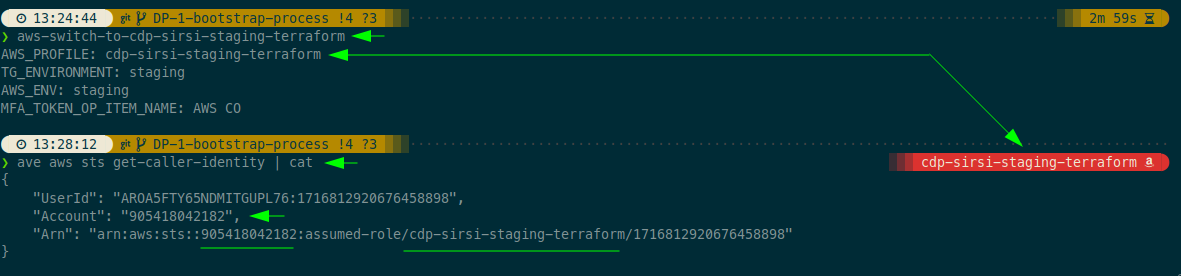 13:24:44 git DP-1-bootstrap-process !4 ?3 2m 59s
❯ aws-switch-to-cdp-sirsi-staging-terraform
AWS_PROFILE: cdp-sirsi-staging-terraform
TG_ENVIRONMENT: staging
AWS_ENV: staging
MFA_TOKEN_OP_ITEM_NAME: AWS CO
13:28:12 git DP-1-bootstrap-process !4 ?3
❯ ave aws sts get-caller-identity | cat cdp-sirsi-staging-terraform
{
    "UserId": "AROA5FTY65NDMITGUPL76:1716812920676458898",
    "Account": "905418042182",
    "Arn": "arn:aws:sts::905418042182:assumed-role/cdp-sirsi-staging-terraform/1716812920676458898"
}